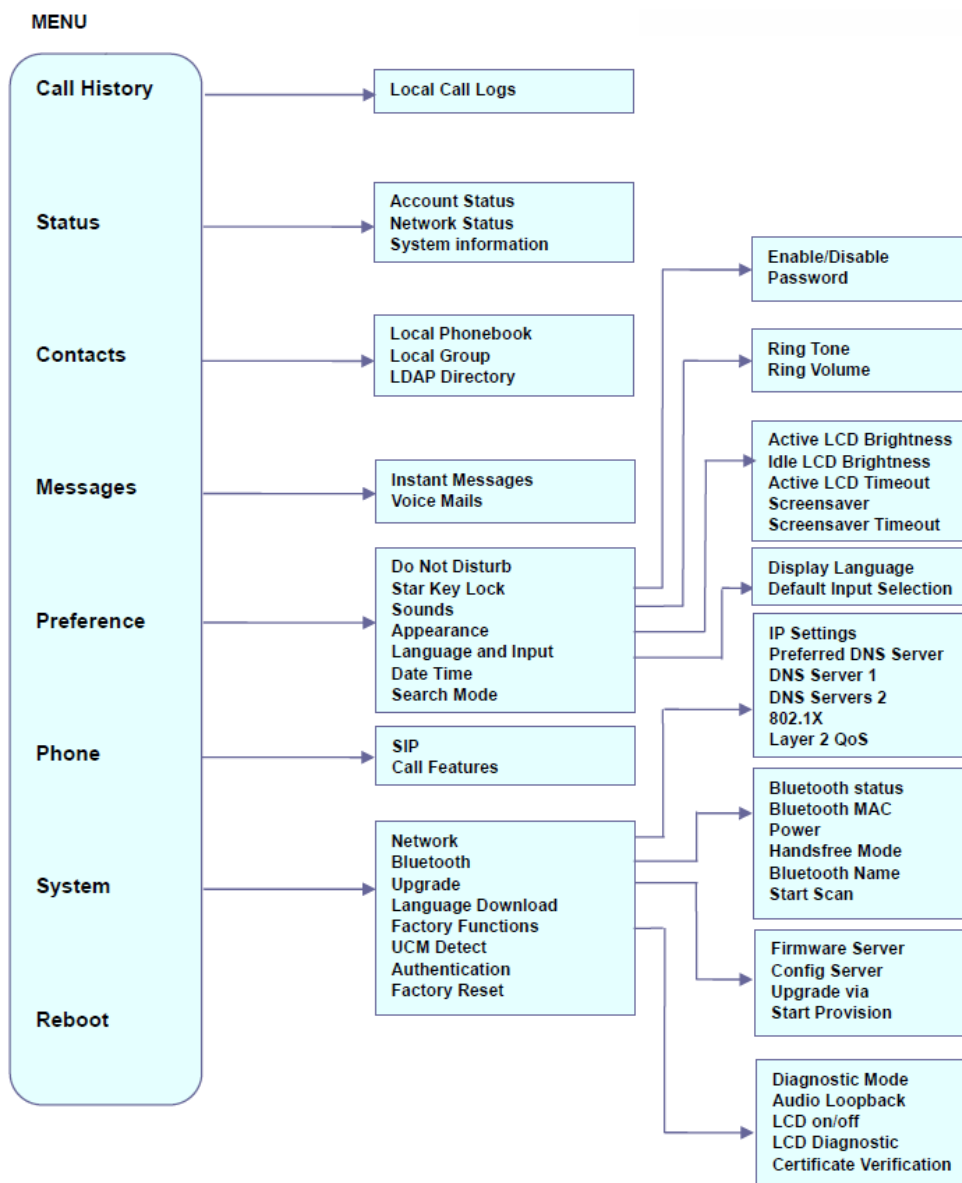 MENU
Call History
Local Call Logs
Status
Account Status
Network Status
System information
Enable/Disable
Password
Contacts
Local Phonebook
Local Group
LDAP Directory
Ring Tone
Ring Volume
Active LCD Brightness
Idle LCD Brightness
Active LCD Timeout
Screensaver
Screensaver Timeout
Messages
Instant Messages
Voice Mails
Preference
Do Not Disturb
Star Key Lock
Sounds
Appearance
Language and Input
Date Time
Search Mode
Display Language
Default Input Selection
IP Settings
Preferred DNS Server
DNS Server 1
DNS Servers 2
802.1X
Layer 2 QoS
Phone
SIP
Call Features
Bluetooth status
Bluetooth MAC
Power
Handsfree Mode
Bluetooth Name
Start Scan
System
Network
Bluetooth
Upgrade
Language Download
Factory Functions
UCM Detect
Authentication
Factory Reset
Firmware Server
Config Server
Upgrade via
Start Provision
Reboot
Diagnostic Mode
Audio Loopback
LCD on/off
LCD Diagnostic
Certificate Verification